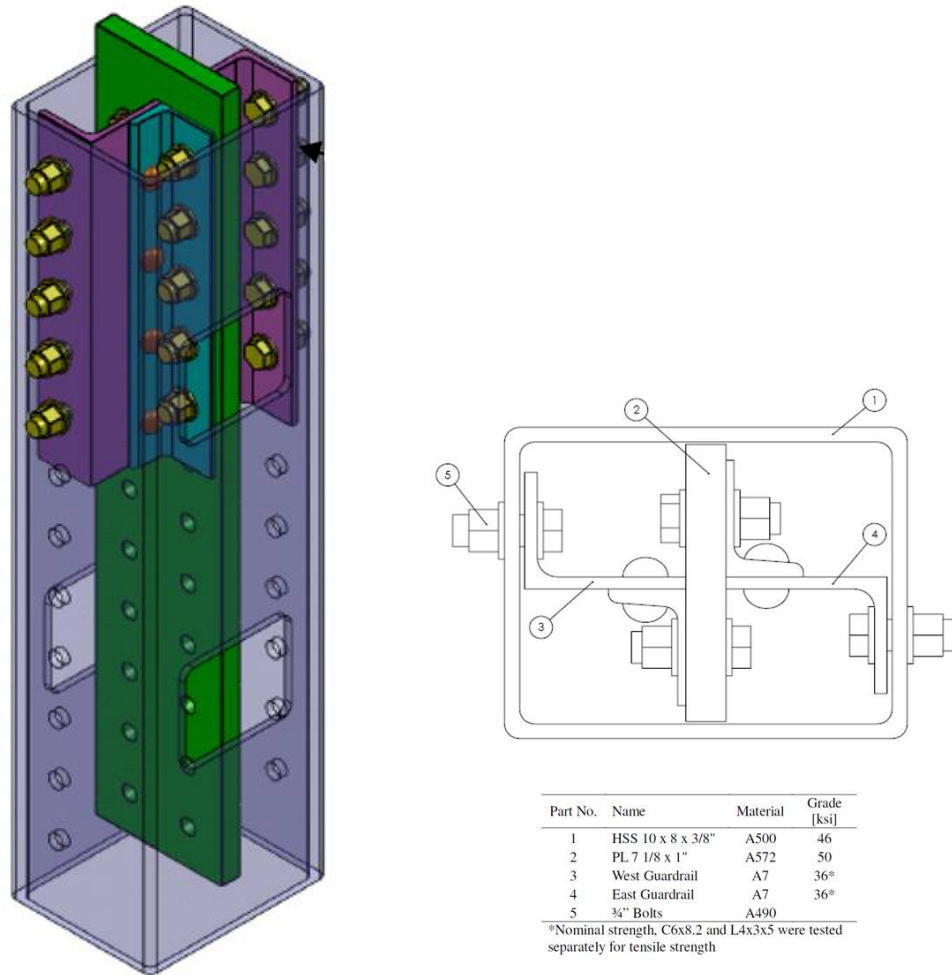 1
2
5
4
3
Part No. Name Material Grade [ksi]
1 HSS 10 x 8 x 3/8" A500 46
2 PL 7 1/8 x 1" A572 50
3 West Guardrail A7 36*
4 East Guardrail A7 36*
5 ¾" Bolts A490
*Nominal strength, C6x8.2 and L4x3x5 were tested
separately for tensile strength